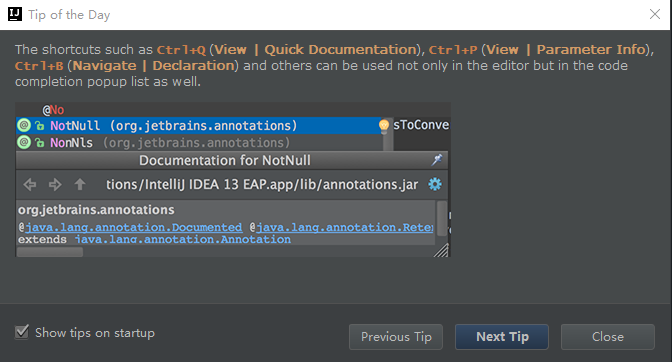 IJ Tip of the Day
The shortcuts such as Ctrl+Q (View | Quick Documentation), Ctrl+P (View | Parameter Info),
Ctrl+B (Navigate | Declaration) and others can be used not only in the editor but in the code
completion popup list as well.
@No
@ NotNull (org.jetbrains.annotations) sToConve
@ NonNls (org.jetbrains.annotations)
Documentation for NotNull
tions/IntelliJ IDEA 13 EAP.app/lib/annotations.jar
org.jetbrains.annotations
@java.lang.annotation.Documented @java.lang.annotation.Rete
extends java.lang.annotation.Annotation
Show tips on startup
Previous Tip Next Tip Close